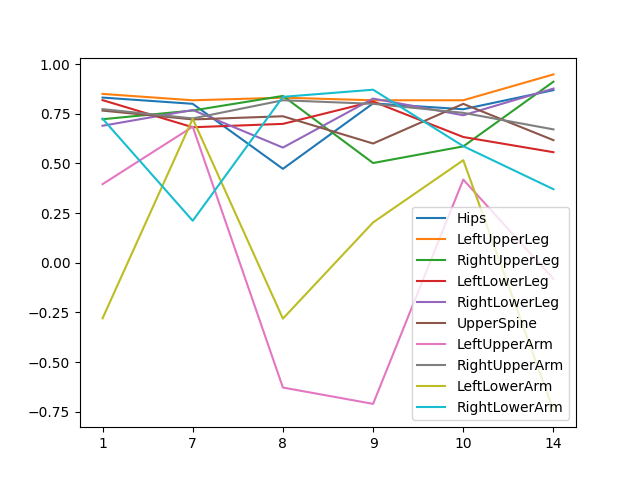 1.00
0.75
0.50
0.25
0.00
−0.25
−0.50
−0.75
1 7 8 9 10 14
Hips
LeftUpperLeg
RightUpperLeg
LeftLowerLeg
RightLowerLeg
UpperSpine
LeftUpperArm
RightUpperArm
LeftLowerArm
RightLowerArm